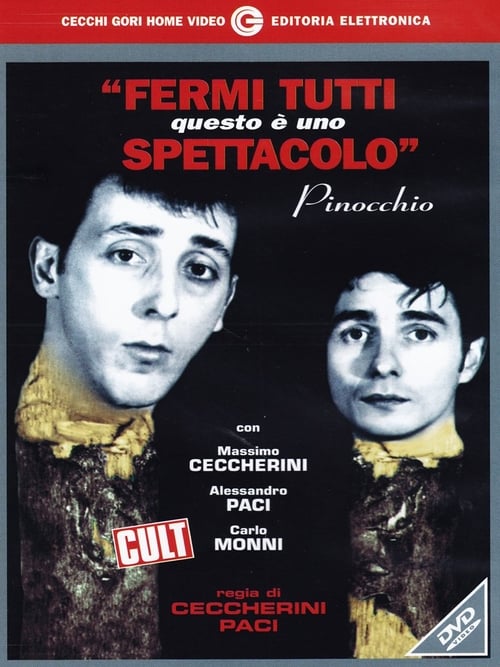 CECCHI GORI HOME VIDEO CG EDITORIA ELETTRONICA
"FERMI TUTTI
questo è uno
SPETTACOLO"
Pinocchio
con
Massimo
CECCHERINI
Alessandro
PACI
Carlo
MONNI
CULT
regia di
CECCHERINI
PACI
DVD
VIDEO